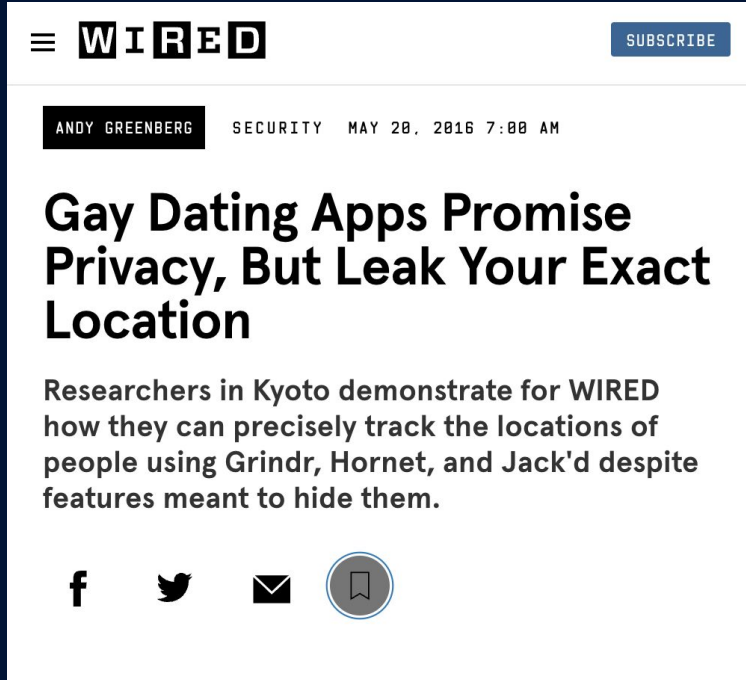 WIRED
SUBSCRIBE
ANDY GREENBERG SECURITY MAY 20, 2016 7:00 AM
Gay Dating Apps Promise
Privacy, But Leak Your Exact
Location
Researchers in Kyoto demonstrate for WIRED
how they can precisely track the locations of
people using Grindr, Hornet, and Jack'd despite
features meant to hide them.